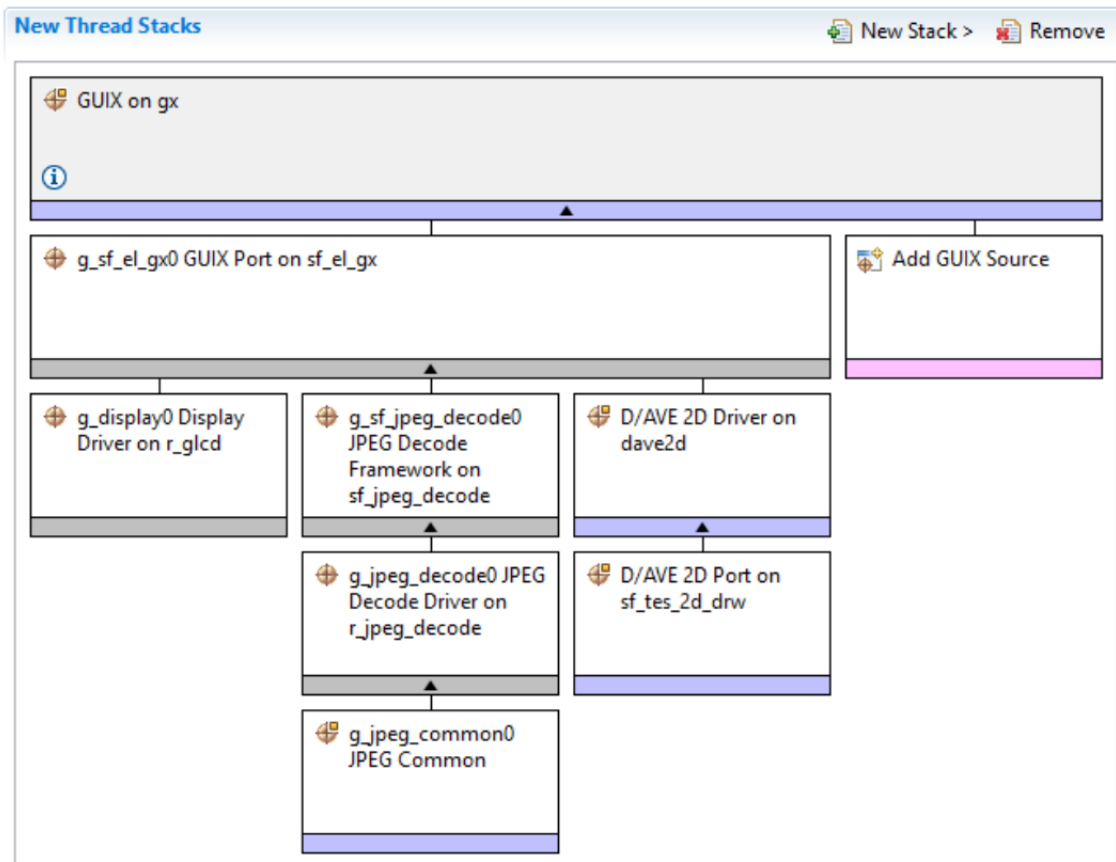 New Thread Stacks
New Stack >
Remove
GUIX on gx
g_sf_el_gx0 GUIX Port on sf_el_gx
Add GUIX Source
g_display0 Display
Driver on r_glcd
g_sf_jpeg_decode0
JPEG Decode
Framework on
sf_jpeg_decode
D/AVE 2D Driver on
dave2d
g_jpeg_decode0 JPEG
Decode Driver on
r_jpeg_decode
D/AVE 2D Port on
sf_tes_2d_drw
g_jpeg_common0
JPEG Common